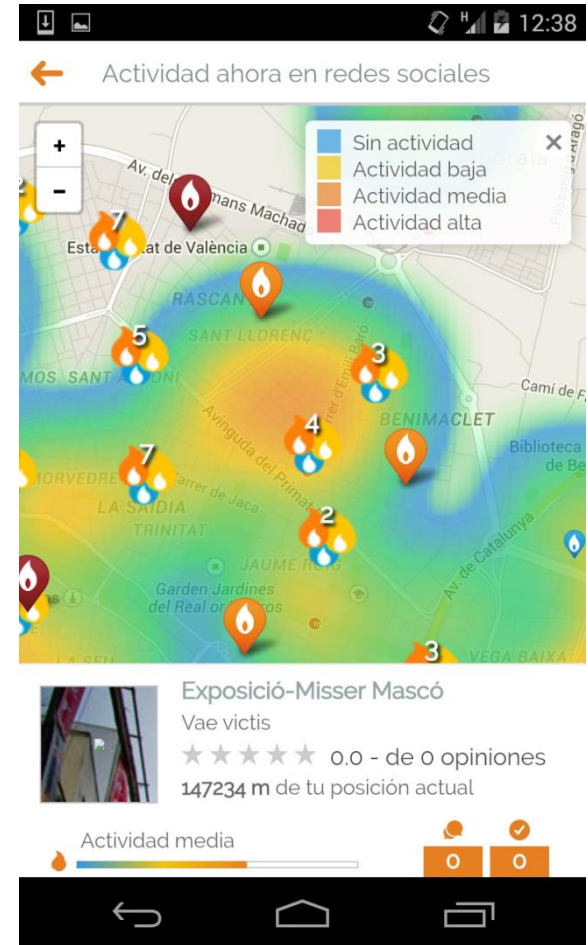 H
12:38
Actividad ahora en redes sociales
+
-
Sin actividad
Actividad baja
Actividad media
Actividad alta
×
Av. del
mans Machado
7
Esta
at de València
RASCAN
SANT LLORENÇ
5
3
MOS SANT A
ONI
4
BENIMACLET
Camí de F
Biblioteca
de Be
7
Avinguda del Primat
Carrer de Jaca
MORVEDRE
LA SAÏDIA
TRINITAT
2
JAUME ROIG
Av. de Catalunya
Garden Jardines
del Real or
3
LA SEU
VEGA BAIXA
Exposició-Misser Mascó
Vae victis
0.0 - de 0 opiniones
147234 m de tu posición actual
Actividad media
0
0